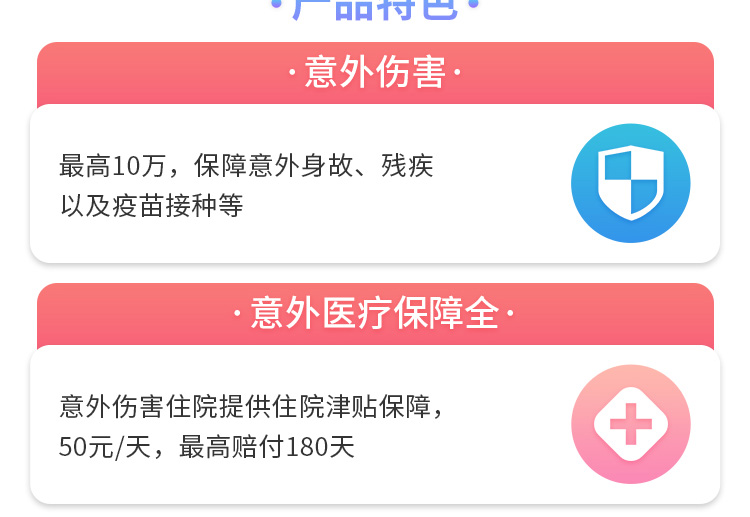 ·产品特色·
·意外伤害·
最高10万，保障意外身故、残疾
以及疫苗接种等
·意外医疗保障全·
意外伤害住院提供住院津贴保障，
50元/天，最高赔付180天